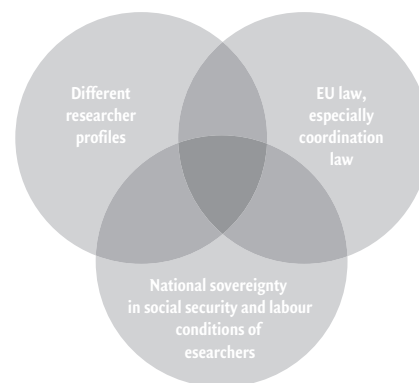 Different
researcher
profiles
EU law,
especially
coordination
law
National sovereignty
in social security and labour
conditions of
esearchers